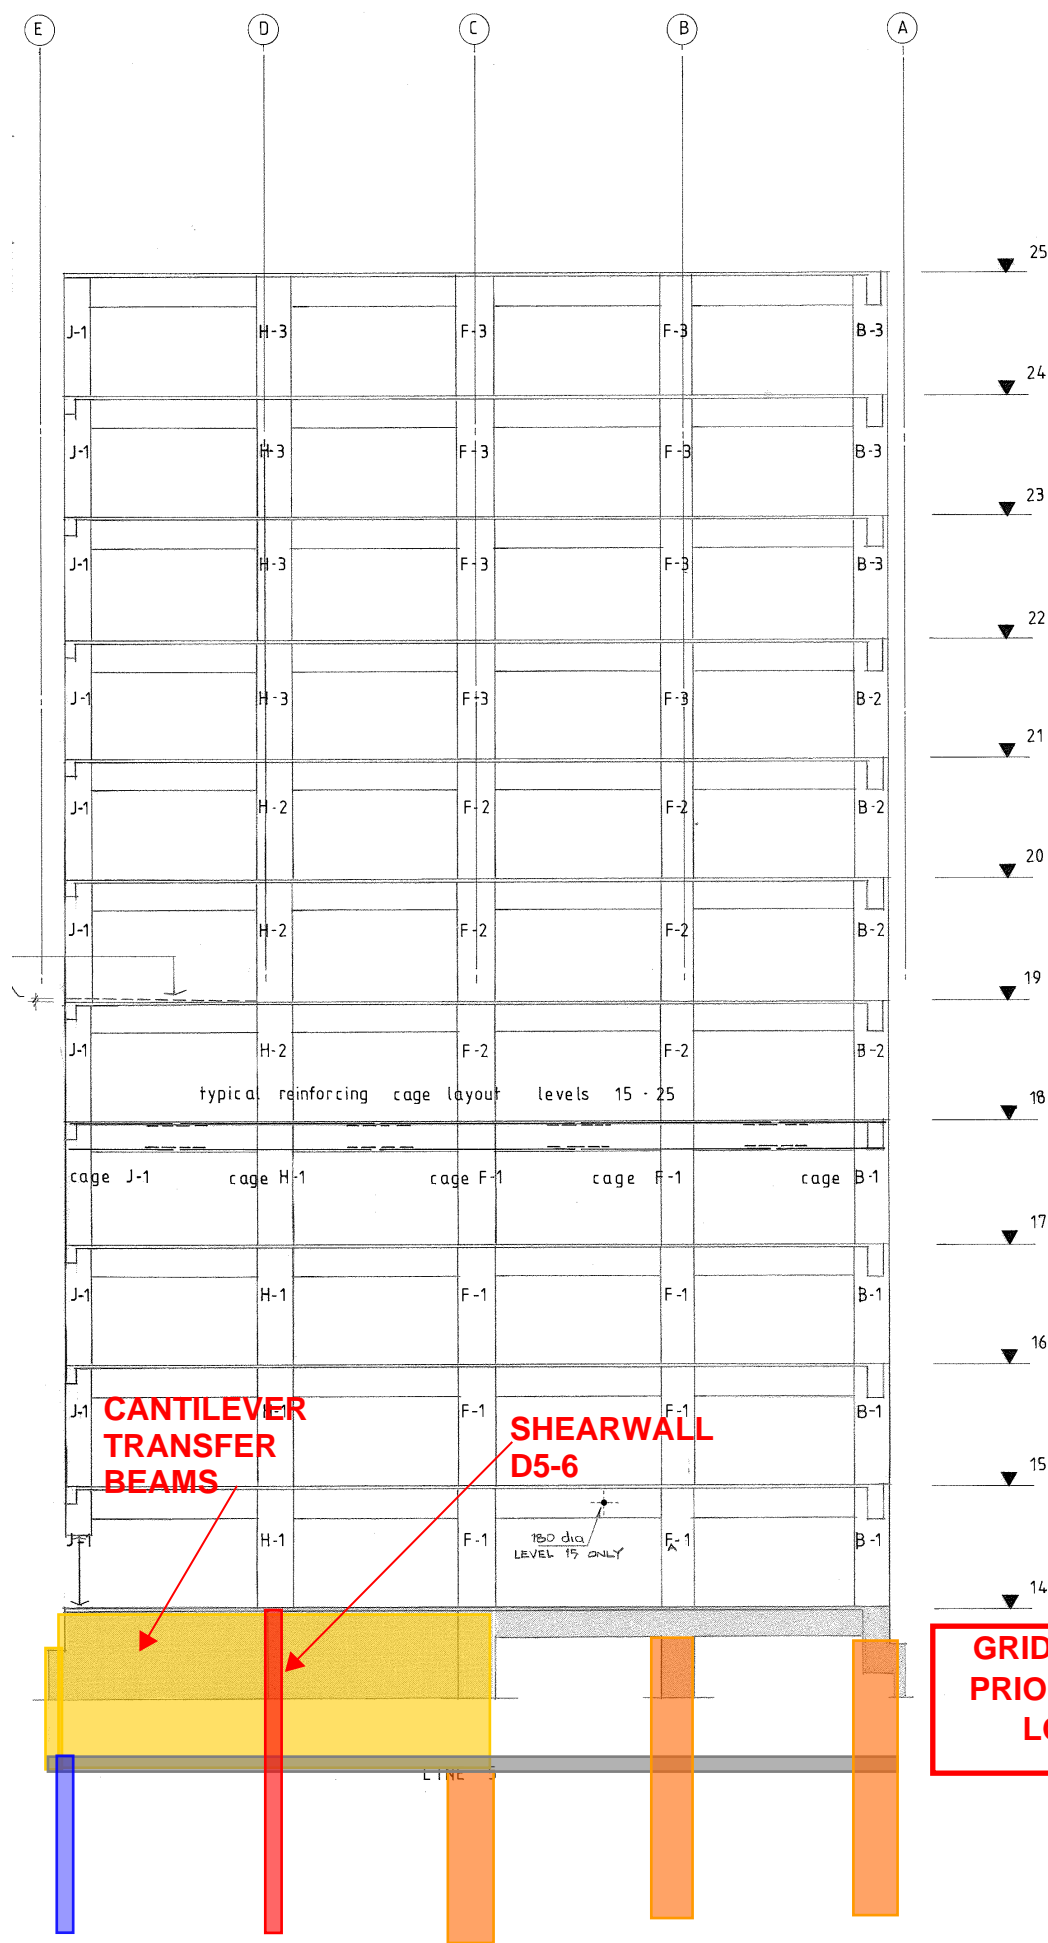 E D C B A
25
J-1 H-3 F-3 F-3 B-3
24
J-1 H-3 F-3 F-3 B-3
23
J-1 H-3 F-3 F-3 B-3
22
J-1 H-3 F-3 F-3 B-2
21
J-1 H-2 F-2 F-2 B-2
20
J-1 H-2 F-2 F-2 B-2
19
J-1 H-2 F-2 F-2 B-2
typical reinforcing cage layout levels 15 - 25
18
cage J-1 cage H-1 cage F-1 cage F-1 cage B-1
17
J-1 H-1 F-1 F-1 B-1
16
J-1 H-1 F-1 F-1 B-1
CANTILEVER
TRANSFER
BEAMS
SHEARWALL
D5-6
15
180 dia
LEVEL 15 ONLY
J-1 H-1 F-1 F-1 B-1
A
14
GRID
PRIO
LINE